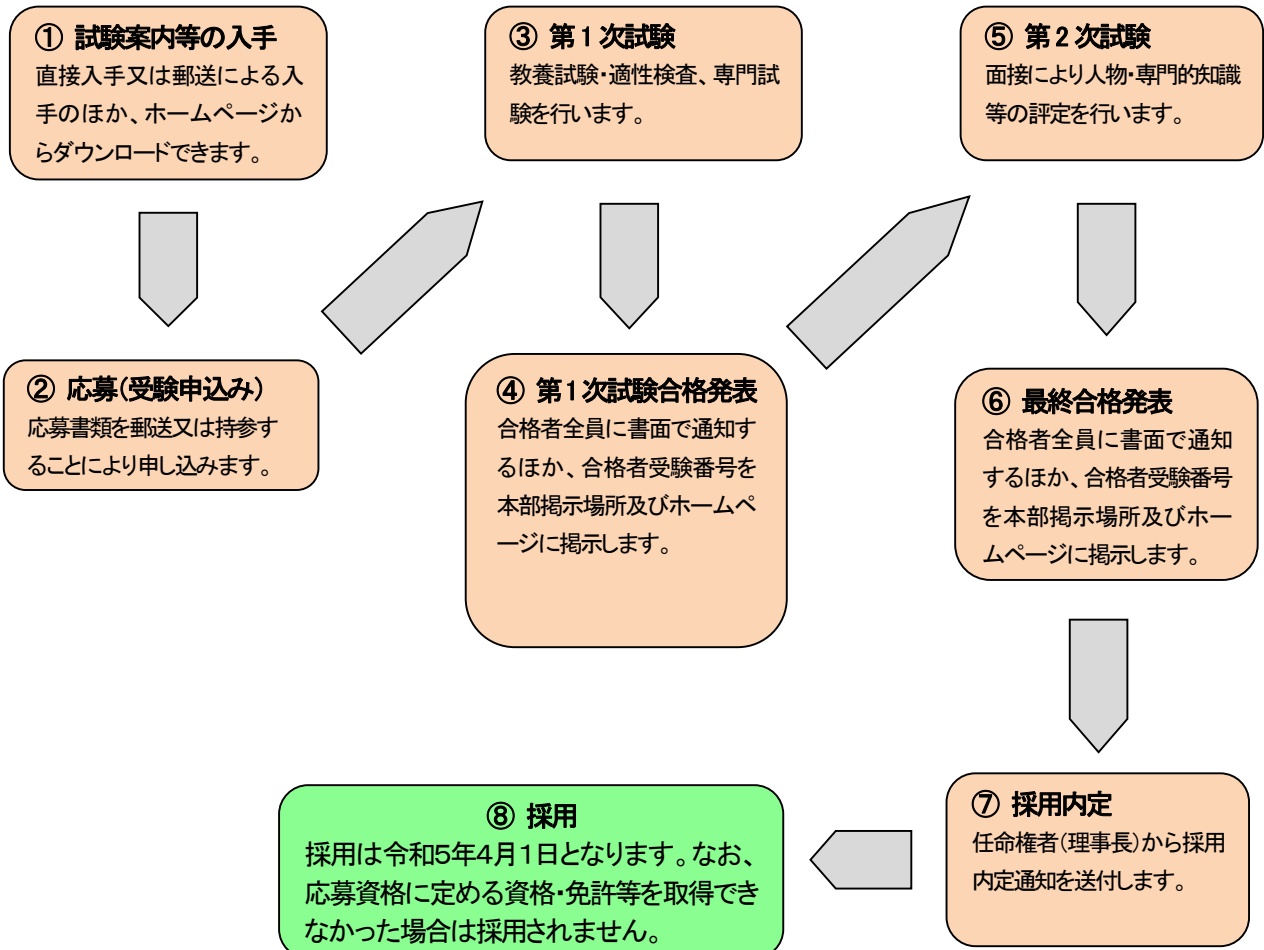 ① 試験案内等の入手
直接入手又は郵送による入
手のほか、ホームページか
らダウンロードできます。
② 応募(受験申込み)
応募書類を郵送又は持参す
ることにより申し込みます。
③ 第1次試験
教養試験・適性検査、専門試
験を行います。
④ 第1次試験合格発表
合格者全員に書面で通知す
るほか、合格者受験番号を
本部掲示場所及びホームペ
ージに掲示します。
⑤ 第2次試験
面接により人物・専門的知識
等の評定を行います。
⑥ 最終合格発表
合格者全員に書面で通知
するほか、合格者受験番号
を本部掲示場所及びホー
ムページに掲示します。
⑦ 採用内定
任命権者(理事長)から採用
内定通知を送付します。
⑧ 採用
採用は令和5年4月1日となります。なお、
応募資格に定める資格・免許等を取得でき
なかった場合は採用されません。